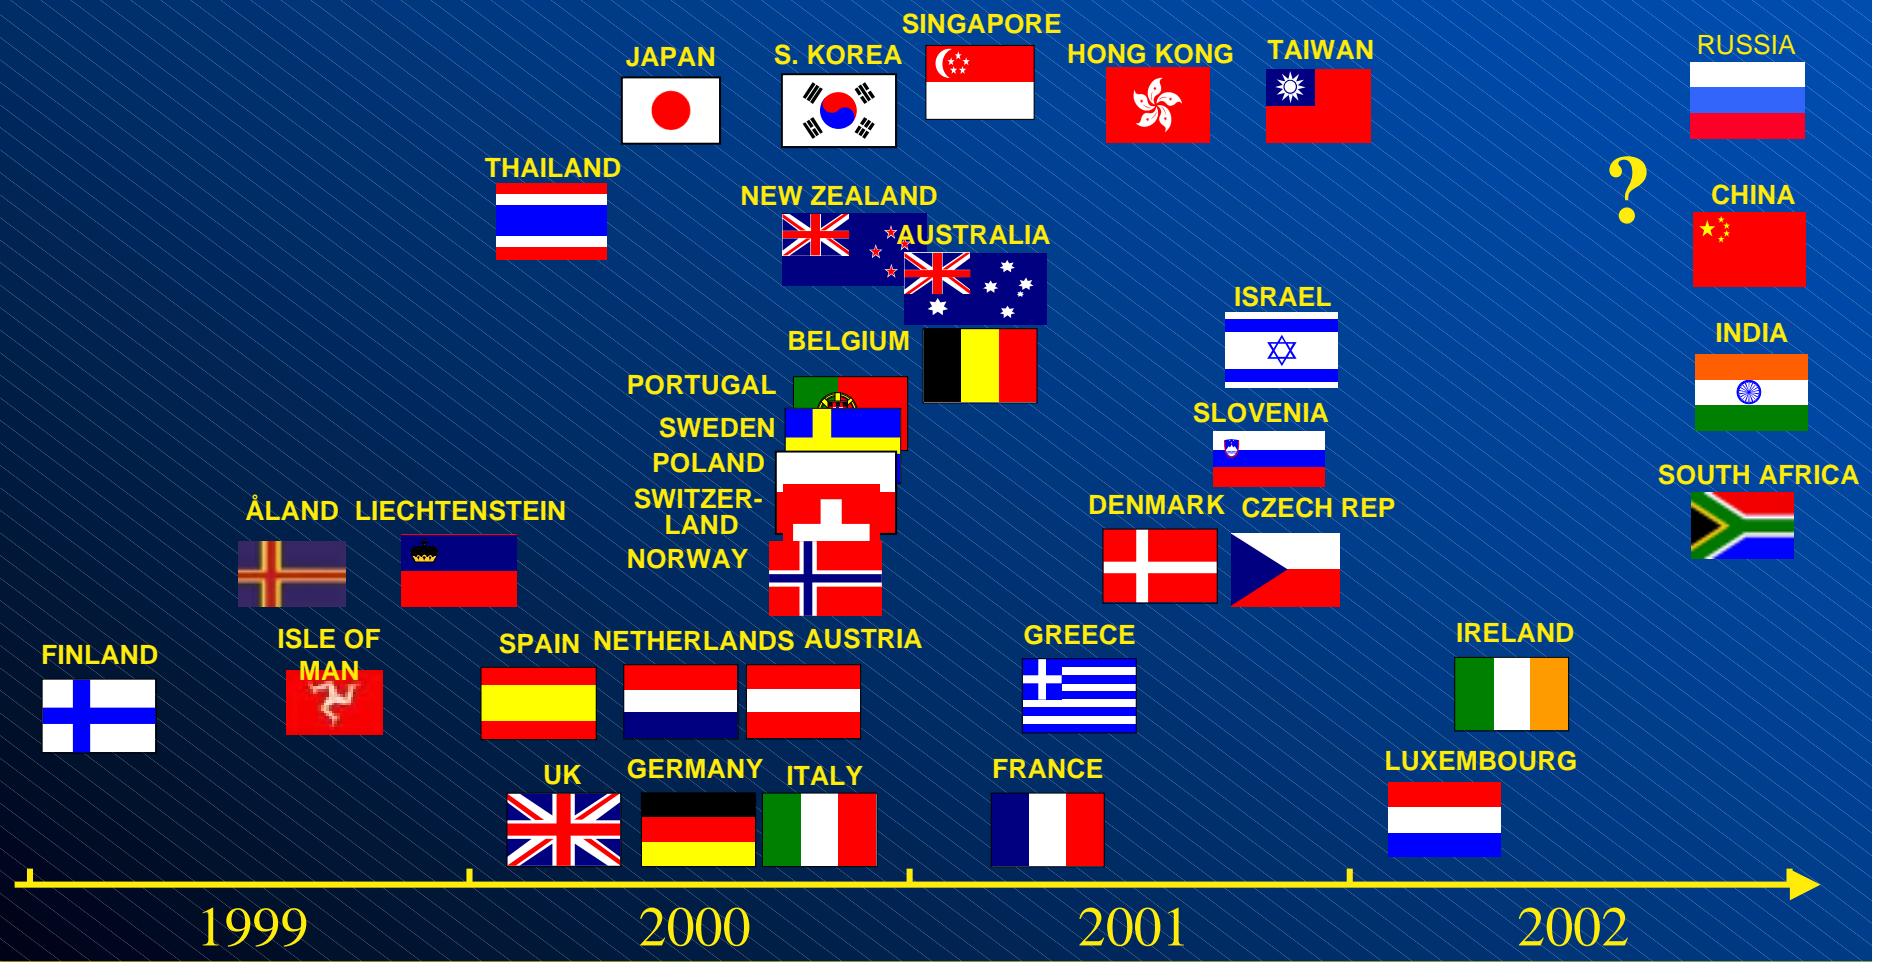 SINGAPORE
JAPAN
S. KOREA
HONG KONG
TAIWAN
RUSSIA
THAILAND
?
NEW ZEALAND
CHINA
AUSTRALIA
ISRAEL
BELGIUM
INDIA
PORTUGAL
SLOVENIA
SWEDEN
POLAND
SOUTH AFRICA
SWITZER-
LAND
ÅLAND
LIECHTENSTEIN
DENMARK
CZECH REP
NORWAY
FINLAND
ISLE OF
MAN
SPAIN
NETHERLANDS
AUSTRIA
GREECE
IRELAND
UK
GERMANY
ITALY
FRANCE
LUXEMBOURG
1999
2000
2001
2002